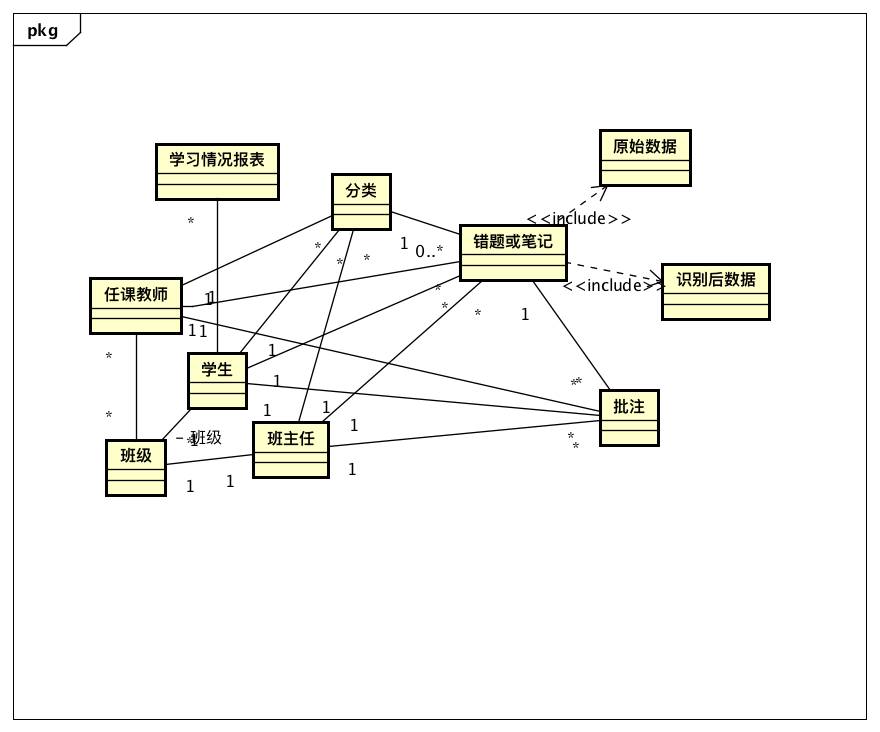 pkg
原始数据
学习情况报表
分类
*
<<include>>
错题或笔记
*
1
0..*
*
*
识别后数据
<<include>>
任课教师
1
1
*
*
*
1
1
1
1
*
学生
1
**
批注
1
1
1
-班级
*
1
班主任
*
*
班级
1
1
1